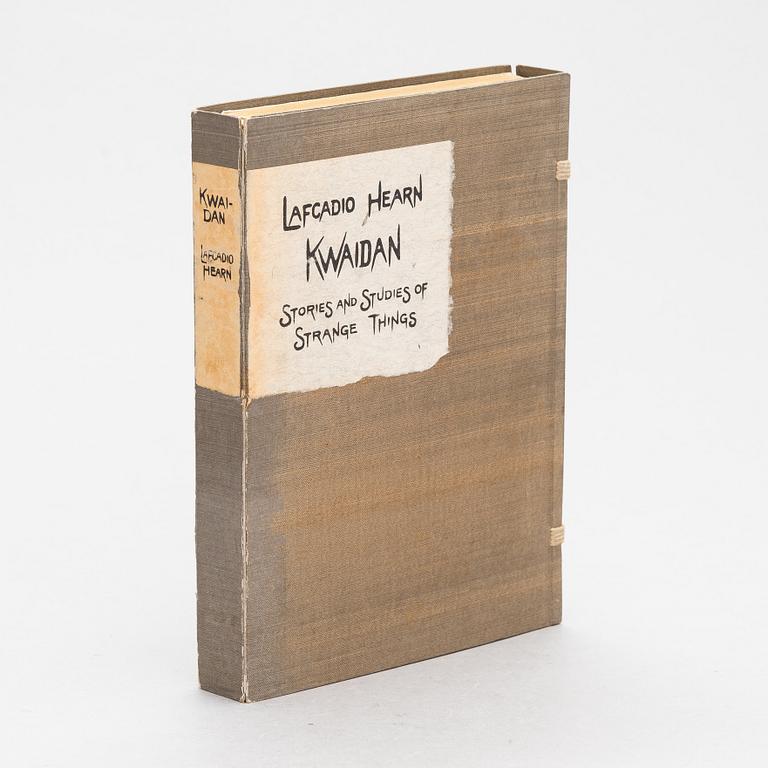 KWAI-
DAN
LAFCADIO
HEARN
LAFCADIO HEARN
KWAIDAN
STORIES AND STUDIES OF
STRANGE THINGS